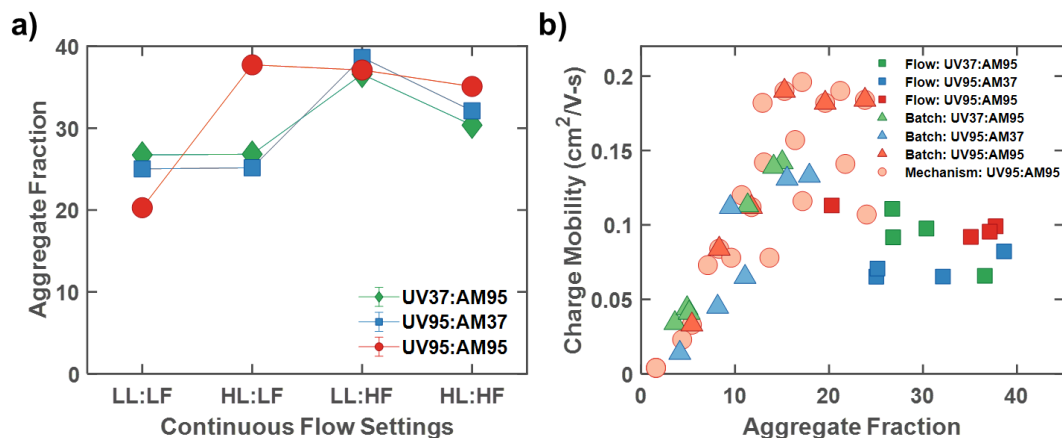 a)
Aggregate Fraction
40
30
20
10
0
LL:LF HL:LF LL:HF HL:HF
Continuous Flow Settings
UV37:AM95
UV95:AM37
UV95:AM95
b)
Charge Mobility (cm²/V-s)
0.2
0.15
0.1
0.05
0
0 10 20 30 40
Aggregate Fraction
Flow: UV37:AM95
Flow: UV95:AM37
Flow: UV95:AM95
Batch: UV37:AM95
Batch: UV95:AM37
Batch: UV95:AM95
Mechanism: UV95:AM95